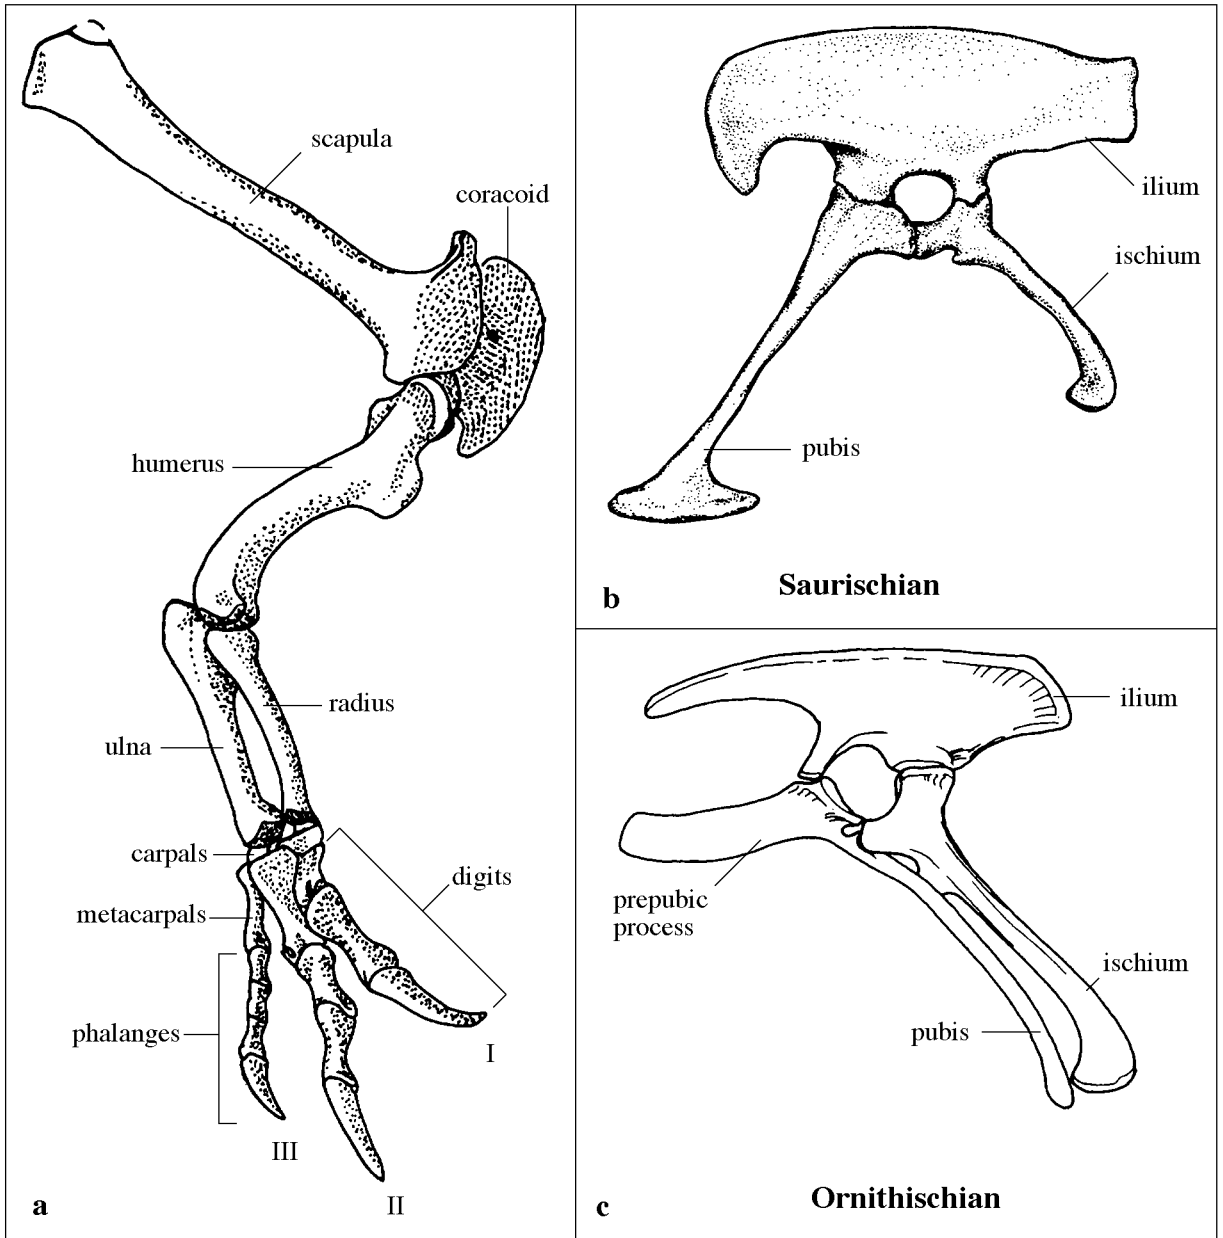 scapula
coracoid
humerus
radius
ulna
carpals
digits
metacarpals
phalanges
I
III
II
a
ilium
ischium
pubis
Saurischian
b
ilium
prepubic
process
ischium
pubis
Ornithischian
c